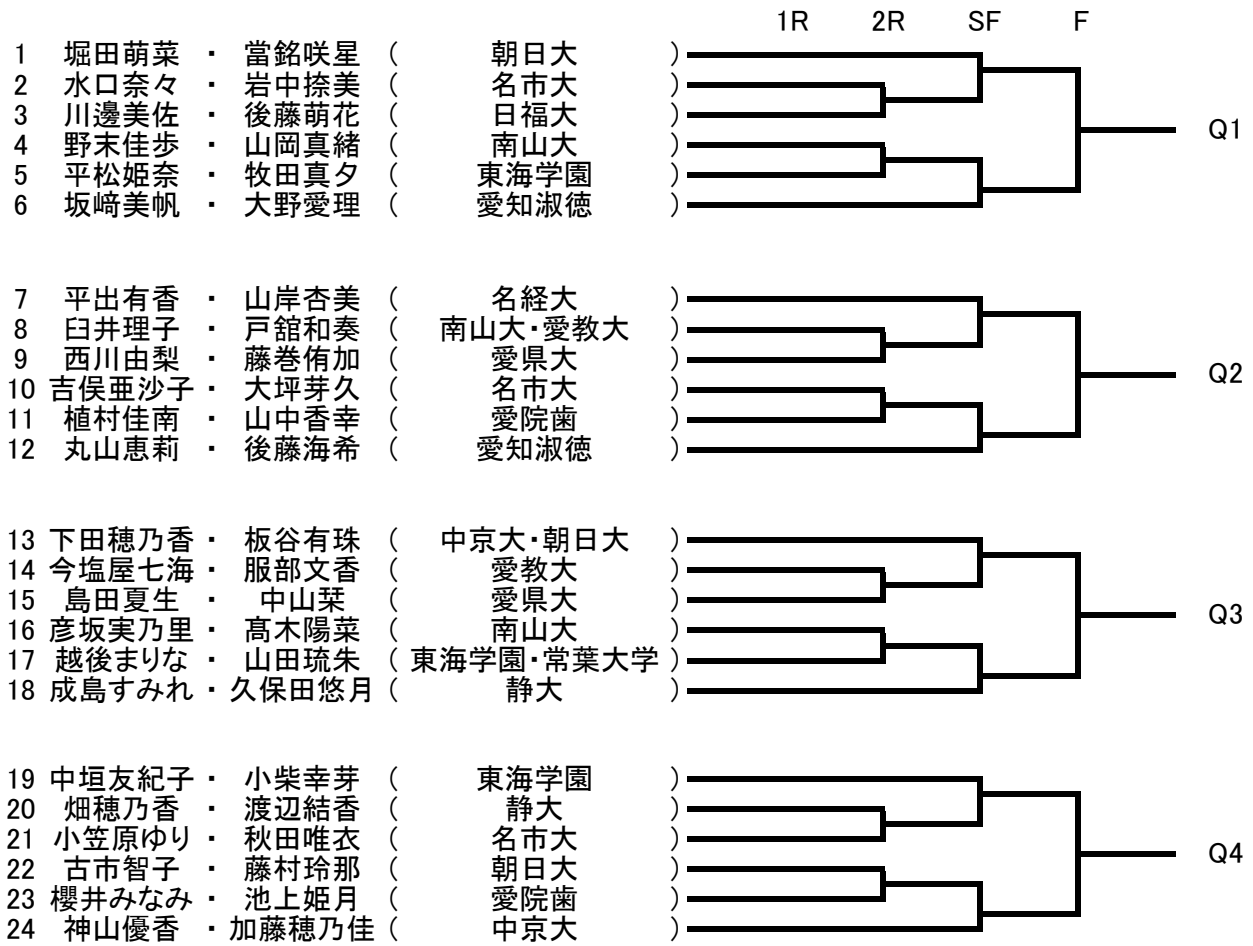 1R 2R SF F
1 堀田萌菜 ・ 當銘咲星 ( 朝日大 )
2 水口奈々 ・ 岩中捺美 ( 名市大 )
3 川邊美佐 ・ 後藤萌花 ( 日福大 )
Q1
4 野末佳歩 ・ 山岡真緒 ( 南山大 )
5 平松姫奈 ・ 牧田真夕 ( 東海学園 )
6 坂﨑美帆 ・ 大野愛理 ( 愛知淑徳 )
7 平出有香 ・ 山岸杏美 ( 名経大 )
8 臼井理子 ・ 戸舘和奏 ( 南山大・愛教大 )
9 西川由梨 ・ 藤巻侑加 ( 愛県大 )
Q2
10 吉俣亜沙子 ・ 大坪芽久 ( 名市大 )
11 植村佳南 ・ 山中香幸 ( 愛院歯 )
12 丸山恵莉 ・ 後藤海希 ( 愛知淑徳 )
13 下田穂乃香 ・ 板谷有珠 ( 中京大・朝日大 )
14 今塩屋七海 ・ 服部文香 ( 愛教大 )
15 島田夏生 ・ 中山栞 ( 愛県大 )
Q3
16 彦坂実乃里 ・ 髙木陽菜 ( 南山大 )
17 越後まりな ・ 山田琉朱 ( 東海学園・常葉大学 )
18 成島すみれ ・ 久保田悠月 ( 静大 )
19 中垣友紀子 ・ 小柴幸芽 ( 東海学園 )
20 畑穂乃香 ・ 渡辺結香 ( 静大 )
21 小笠原ゆり ・ 秋田唯衣 ( 名市大 )
Q4
22 古市智子 ・ 藤村玲那 ( 朝日大 )
23 櫻井みなみ ・ 池上姫月 ( 愛院歯 )
24 神山優香 ・ 加藤穂乃佳 ( 中京大 )